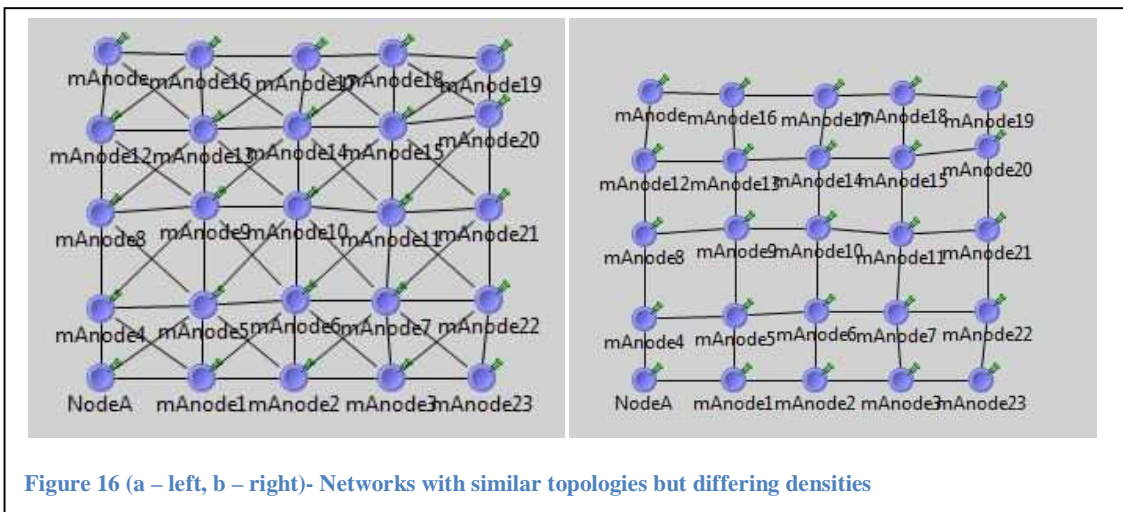 mAnode mAnode16 mAnode17 mAnode18 mAnode19
mAnode12 mAnode13 mAnode14 mAnode15 mAnode20
mAnode8 mAnode9 mAnode10 mAnode11 mAnode21
mAnode4 mAnode5 mAnode6 mAnode7 mAnode22
NodeA mAnode1 mAnode2 mAnode3 mAnode23
mAnode mAnode16 mAnode17 mAnode18 mAnode19
mAnode12 mAnode13 mAnode14 mAnode15 mAnode20
mAnode8 mAnode9 mAnode10 mAnode11 mAnode21
mAnode4 mAnode5 mAnode6 mAnode7 mAnode22
NodeA mAnode1 mAnode2 mAnode3 mAnode23
Figure 16 (a – left, b – right)- Networks with similar topologies but differing densities